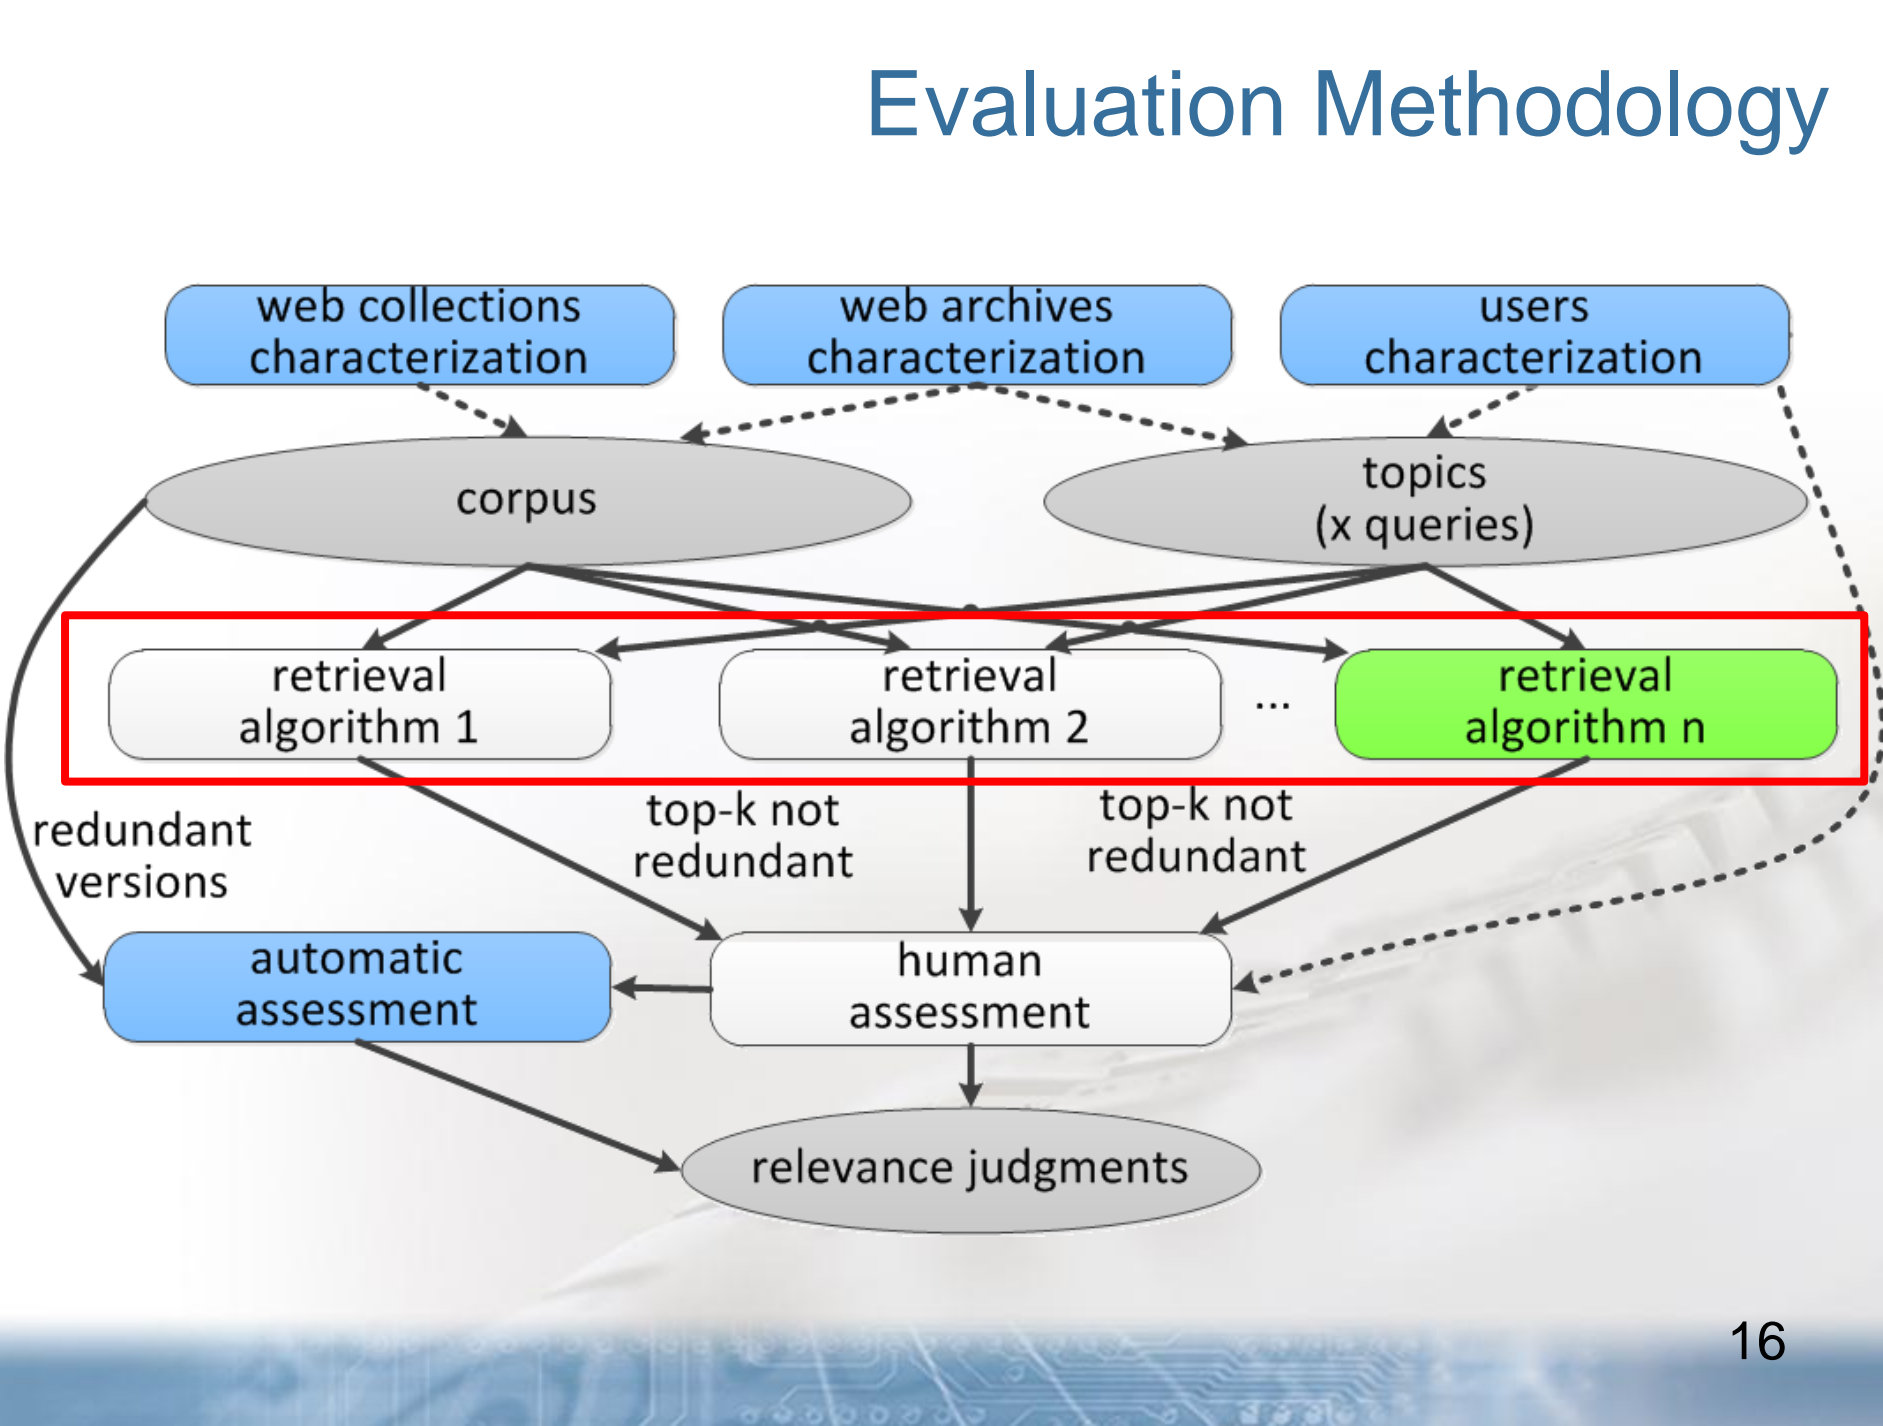 Evaluation Methodology
web collections
characterization
web archives
characterization
users
characterization
corpus
topics
(x queries)
retrieval
algorithm 1
retrieval
algorithm 2
...
retrieval
algorithm n
redundant
versions
top-k not
redundant
top-k not
redundant
automatic
assessment
human
assessment
relevance judgments
16